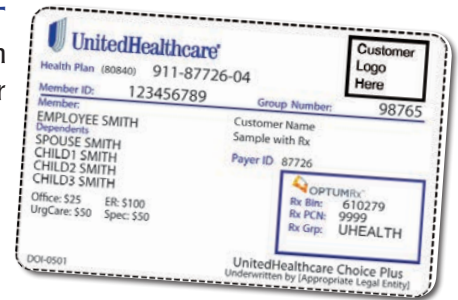 n
r
UnitedHealthcare®
Customer
Logo
Here
Health Plan (80840) 911-87726-04
Member ID: 123456789
Group Number: 98765
Member:
EMPLOYEE SMITH
Dependents
SPOUSE SMITH
CHILD1 SMITH
CHILD2 SMITH
CHILD3 SMITH
Customer Name
Sample with Rx
Payer ID 87726
Office: $25 ER: $100
UrgCare: $50 Spec: $50
OPTUMRx™
Rx Bin: 610279
Rx PCN: 9999
Rx Grp: UHEALTH
DOI-0501
UnitedHealthcare Choice Plus
Underwritten by [Appropriate Legal Entity]